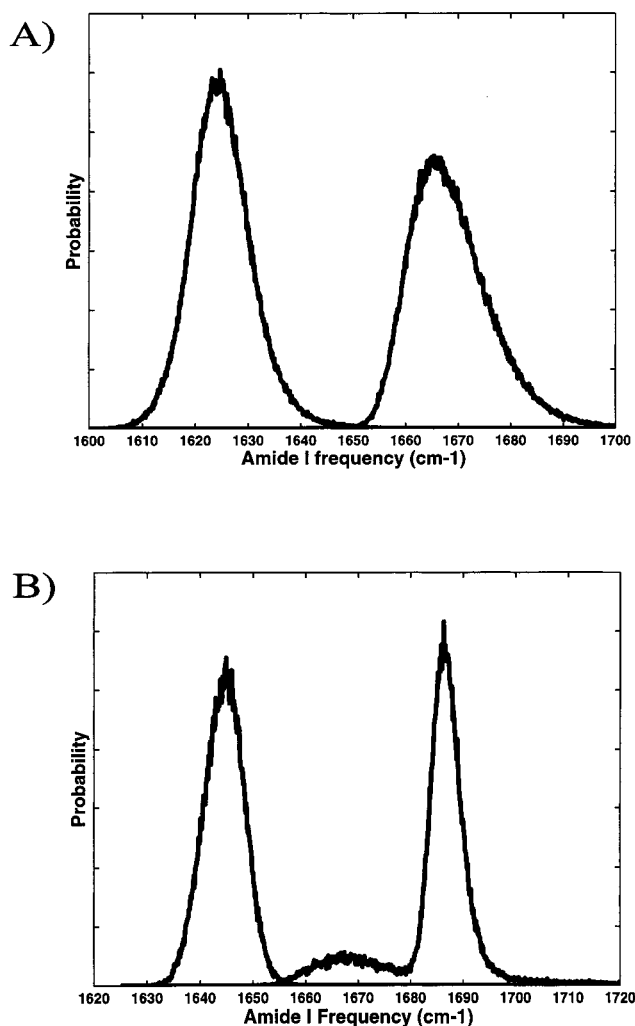 A)
Probability
1600 1610 1620 1630 1640 1650 1660 1670 1680 1690 1700
Amide I frequency (cm-1)
B)
Probability
1620 1630 1640 1650 1660 1670 1680 1690 1700 1710 1720
Amide I Frequency (cm-1)